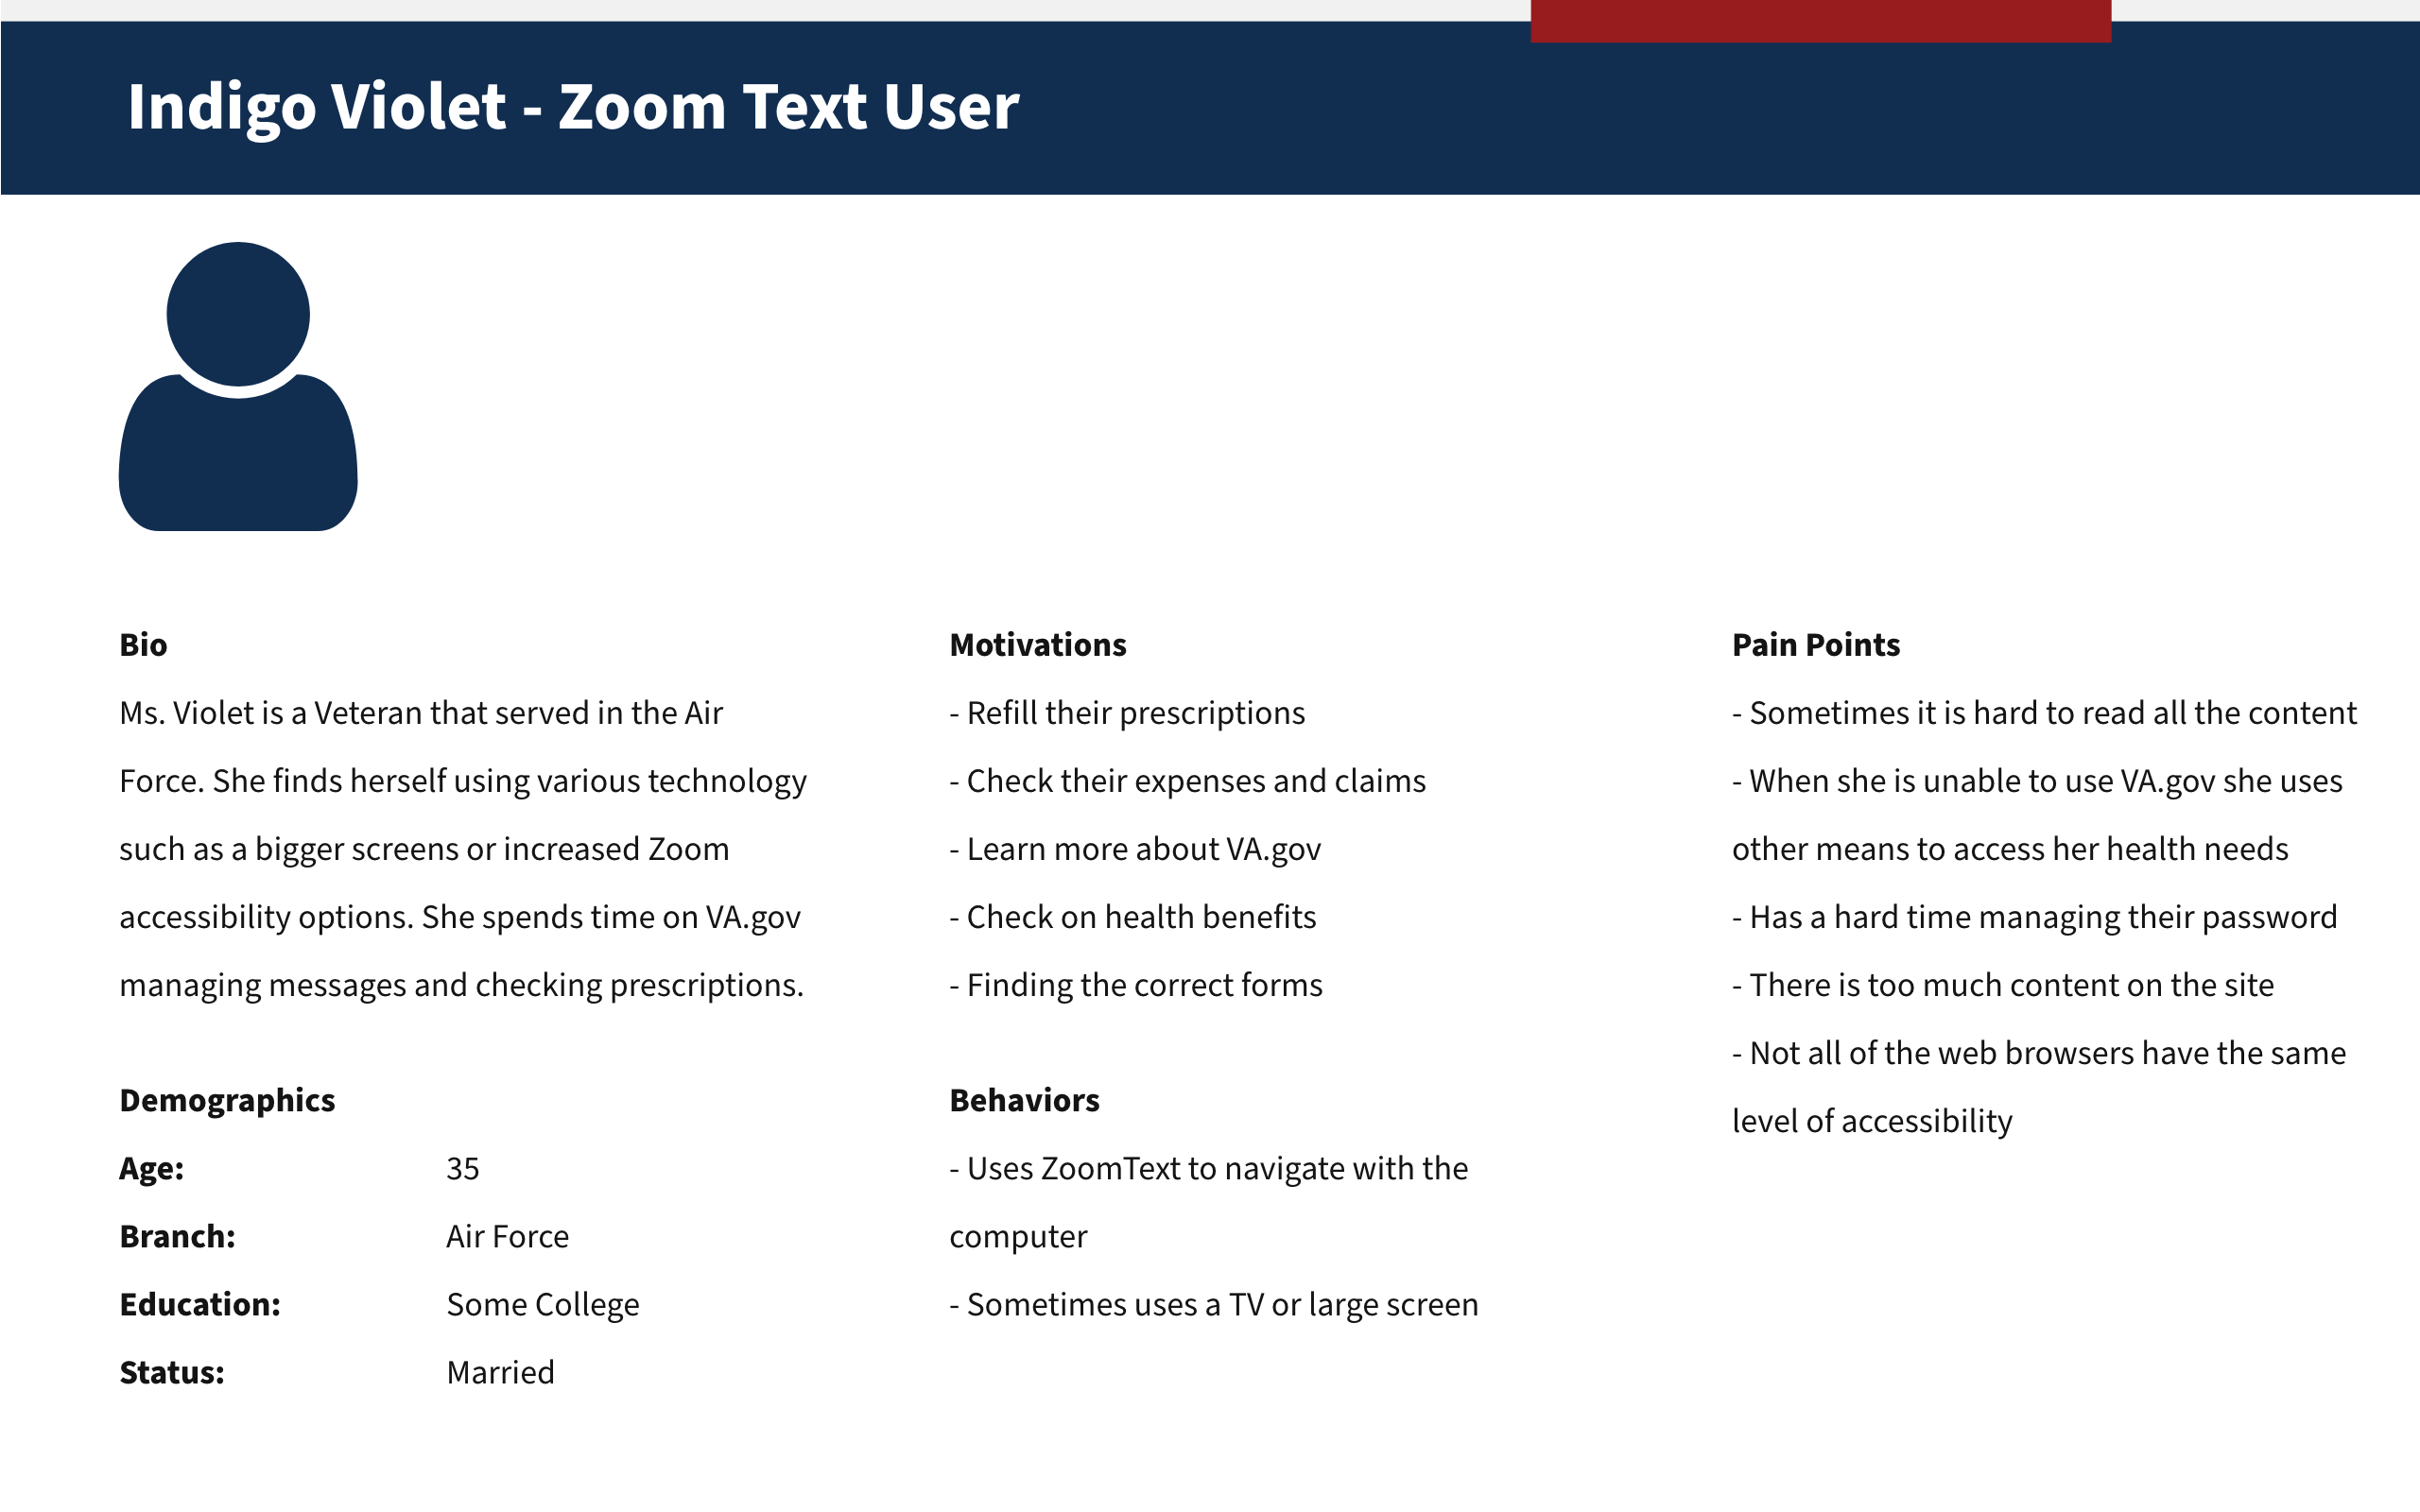 Indigo Violet - Zoom Text User
Bio
Ms. Violet is a Veteran that served in the Air
Force. She finds herself using various technology
such as a bigger screens or increased Zoom
accessibility options. She spends time on VA.gov
managing messages and checking prescriptions.
Demographics
Age: 35
Branch: Air Force
Education: Some College
Status: Married
Motivations
- Refill their prescriptions
- Check their expenses and claims
- Learn more about VA.gov
- Check on health benefits
- Finding the correct forms
Behaviors
- Uses ZoomText to navigate with the
computer
- Sometimes uses a TV or large screen
Pain Points
- Sometimes it is hard to read all the content
- When she is unable to use VA.gov she uses
other means to access her health needs
- Has a hard time managing their password
- There is too much content on the site
- Not all of the web browsers have the same
level of accessibility